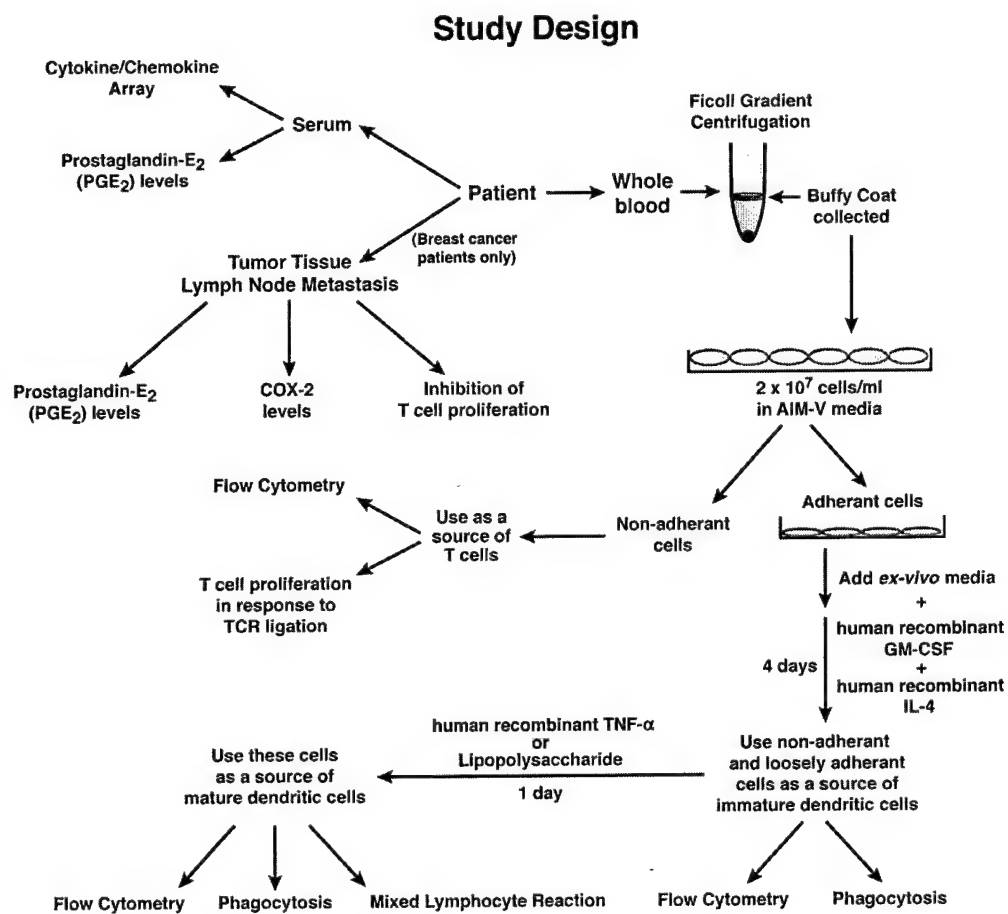 Study Design
Cytokine/Chemokine
Array
Serum
Prostaglandin-E₂
(PGE₂) levels
Patient
Whole
blood
Ficoll Gradient
Centrifugation
Buffy Coat
collected
(Breast cancer
patients only)
Tumor Tissue
Lymph Node Metastasis
Prostaglandin-E₂
(PGE₂) levels
COX-2
levels
Inhibition of
T cell proliferation
2 x 10⁷ cells/ml
in AIM-V media
Flow Cytometry
Use as a
source of
T cells
Non-adherant
cells
Adherant cells
T cell proliferation
in response to
TCR ligation
Add ex-vivo media
+
human recombinant
GM-CSF
+
human recombinant
IL-4
4 days
human recombinant TNF-α
or
Lipopolysaccharide
1 day
Use these cells
as a source of
mature dendritic cells
Use non-adherant
and loosely adherant
cells as a source of
immature dendritic cells
Flow Cytometry
Phagocytosis
Mixed Lymphocyte Reaction
Flow Cytometry
Phagocytosis